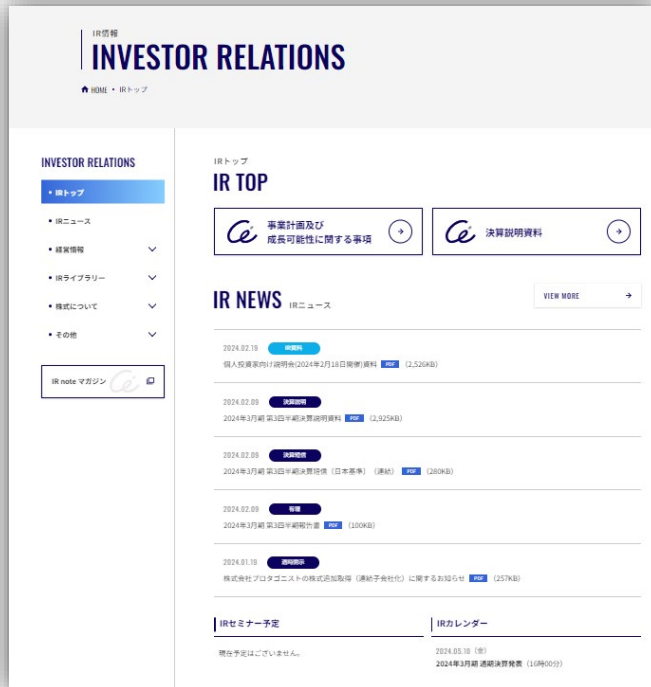 IR情報
INVESTOR RELATIONS
HOME • IRトップ
INVESTOR RELATIONS
• IRトップ
• IRニュース
• 経営情報
• IRライブラリー
• 株式について
• その他
IR note マガジン
IRトップ
IR TOP
事業計画及び
成長可能性に関する事項
決算説明資料
IR NEWS IRニュース
VIEW MORE
2024.02.19 IR資料
個人投資家向け説明会(2024年2月18日開催)資料 PDF (2,526KB)
2024.02.09 決算説明
2024年3月期 第3四半期決算説明資料 PDF (2,925KB)
2024.02.09 決算短信
2024年3月期 第3四半期決算短信〔日本基準〕(連結) PDF (280KB)
2024.02.09 有報
2024年3月期 第3四半期報告書 PDF (100KB)
2024.01.19 適時開示
株式会社プロタゴニストの株式追加取得(連結子会社化)に関するお知らせ PDF (257KB)
IRセミナー予定
現在予定はございません。
IRカレンダー
2024.05.10 (金)
2024年3月期 通期決算発表 (16時00分)